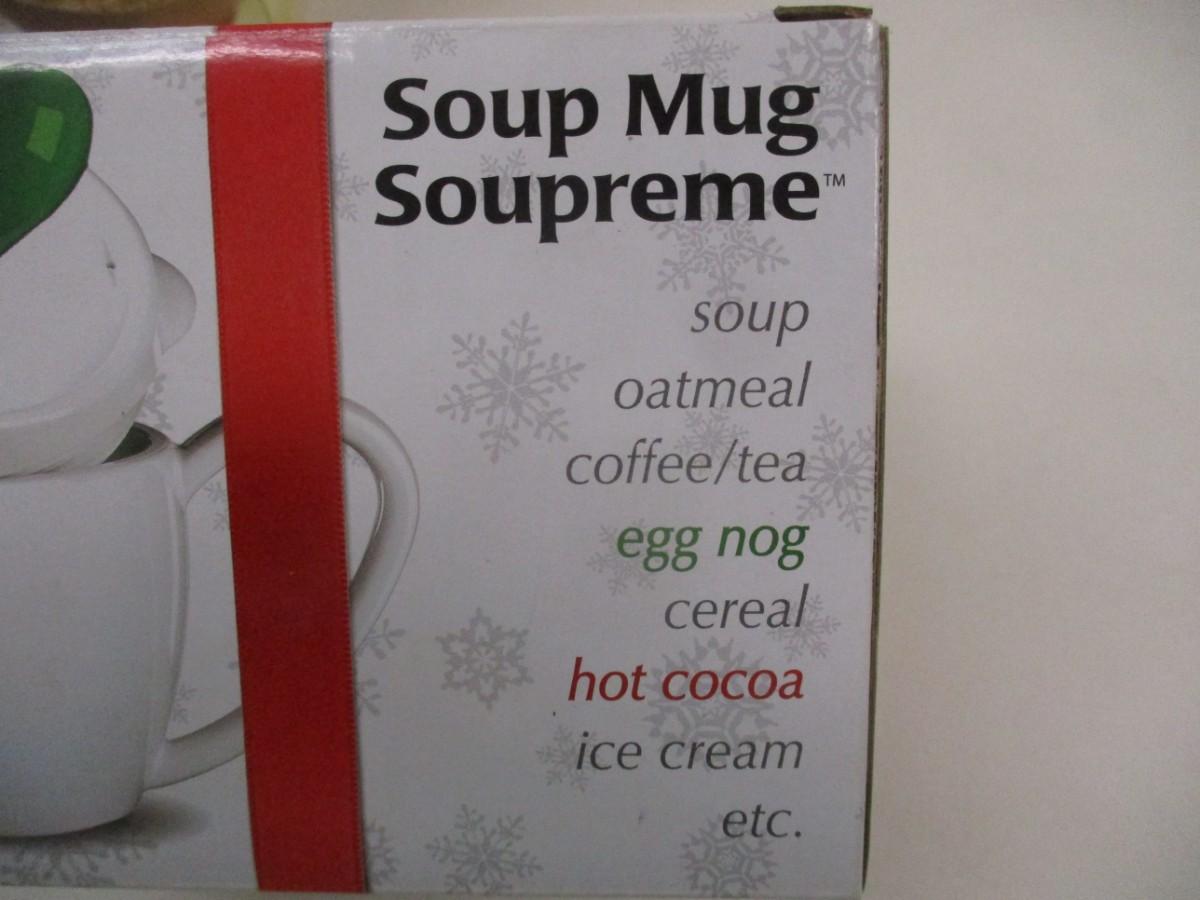 Soup Mug
Soupreme™
soup
oatmeal
coffee/tea
egg nog
cereal
hot cocoa
ice cream
etc.